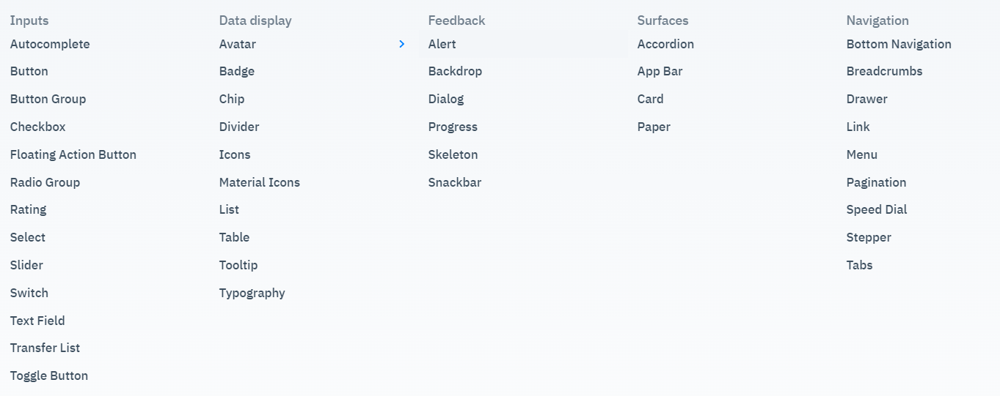 Inputs
Autocomplete
Button
Button Group
Checkbox
Floating Action Button
Radio Group
Rating
Select
Slider
Switch
Text Field
Transfer List
Toggle Button
Data display
Avatar
Badge
Chip
Divider
Icons
Material Icons
List
Table
Tooltip
Typography
Feedback
Alert
Backdrop
Dialog
Progress
Skeleton
Snackbar
Surfaces
Accordion
App Bar
Card
Paper
Navigation
Bottom Navigation
Breadcrumbs
Drawer
Link
Menu
Pagination
Speed Dial
Stepper
Tabs